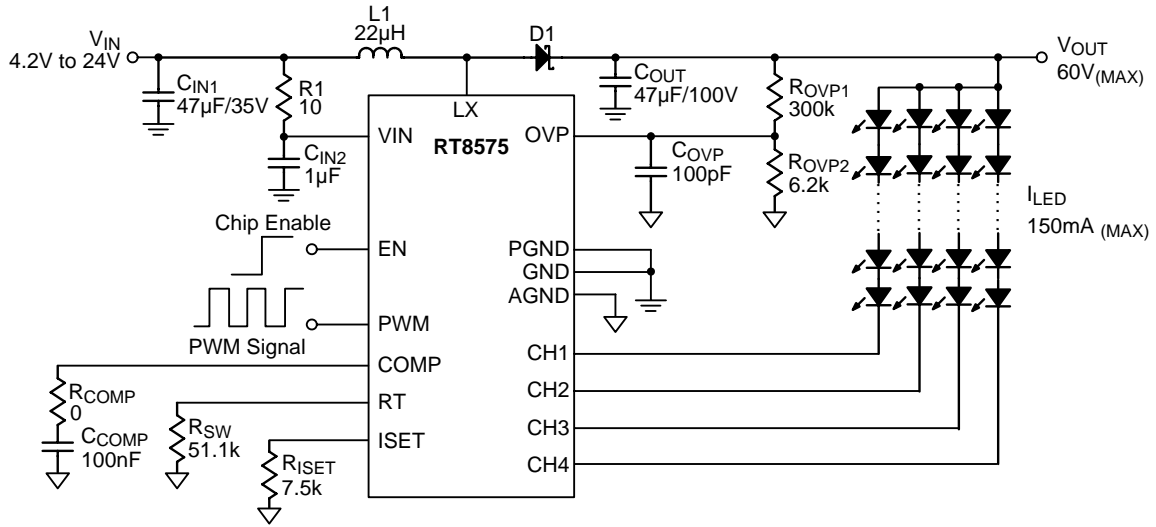 L1
22µH
D1
VIN
4.2V to 24V
VOUT
60V(MAX)
CIN1
47µF/35V
R1
10
COUT
47µF/100V
ROVP1
300k
LX
VIN
RT8575
OVP
CIN2
1µF
COVP
100pF
ROVP2
6.2k
ILED
150mA (MAX)
Chip Enable
EN
PGND
GND
AGND
PWM
PWM Signal
CH1
COMP
RCOMP
0
CH2
RT
RSW
51.1k
CH3
CCOMP
100nF
ISET
RISET
7.5k
CH4